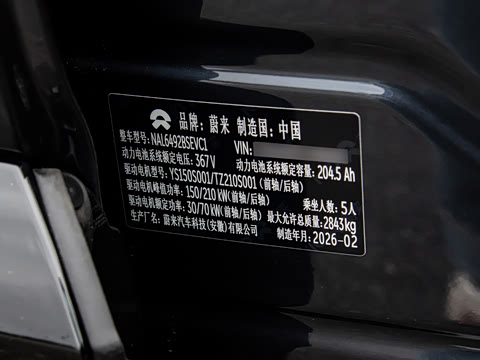 品牌：蔚来 制造国：中国
整车型号：NAL6492BSEVC1 VIN：
动力电池系统额定电压：367V 动力电池系统额定容量：204.5 Ah
驱动电机型号：YS150S001/TZ210S001（前轴/后轴）
驱动电机峰值功率：150/210 kW（前轴/后轴） 乘坐人数：5人
驱动电机额定功率：30/70 kW（前轴/后轴） 最大允许总质量：2843kg
生产厂名：蔚来汽车科技(安徽)有限公司 制造年月：2026-02